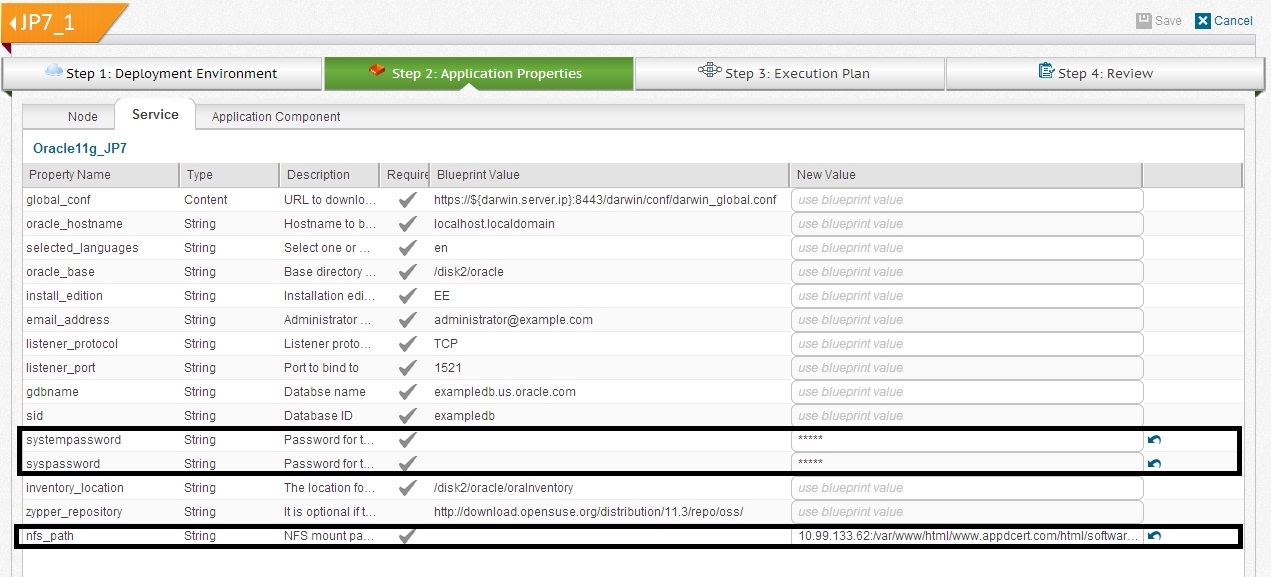 JP7_1
Save Cancel
Step 1: Deployment Environment Step 2: Application Properties Step 3: Execution Plan Step 4: Review
Node Service Application Component
Oracle11g_JP7
Property Name Type Description Require Blueprint Value New Value
global_conf Content URL to downlo... https://${darwin.server.ip}:8443/darwin/conf/darwin_global.conf use blueprint value
oracle_hostname String Hostname to b... localhost.localdomain use blueprint value
selected_languages String Select one or ... en use blueprint value
oracle_base String Base directory ... /disk2/oracle use blueprint value
install_edition String Installation edi... EE use blueprint value
email_address String Administrator ... administrator@example.com use blueprint value
listener_protocol String Listener proto... TCP use blueprint value
listener_port String Port to bind to 1521 use blueprint value
gdbname String Databse name exampledb.us.oracle.com use blueprint value
sid String Database ID exampledb use blueprint value
systempassword String Password for t... *****
syspassword String Password for t... *****
inventory_location String The location fo... /disk2/oracle/oraInventory use blueprint value
zypper_repository String It is optional if t... http://download.opensuse.org/distribution/11.3/repo/oss/ use blueprint value
nfs_path String NFS mount pa... 10.99.133.62:/var/www/html/www.appdcert.com/html/softwar...